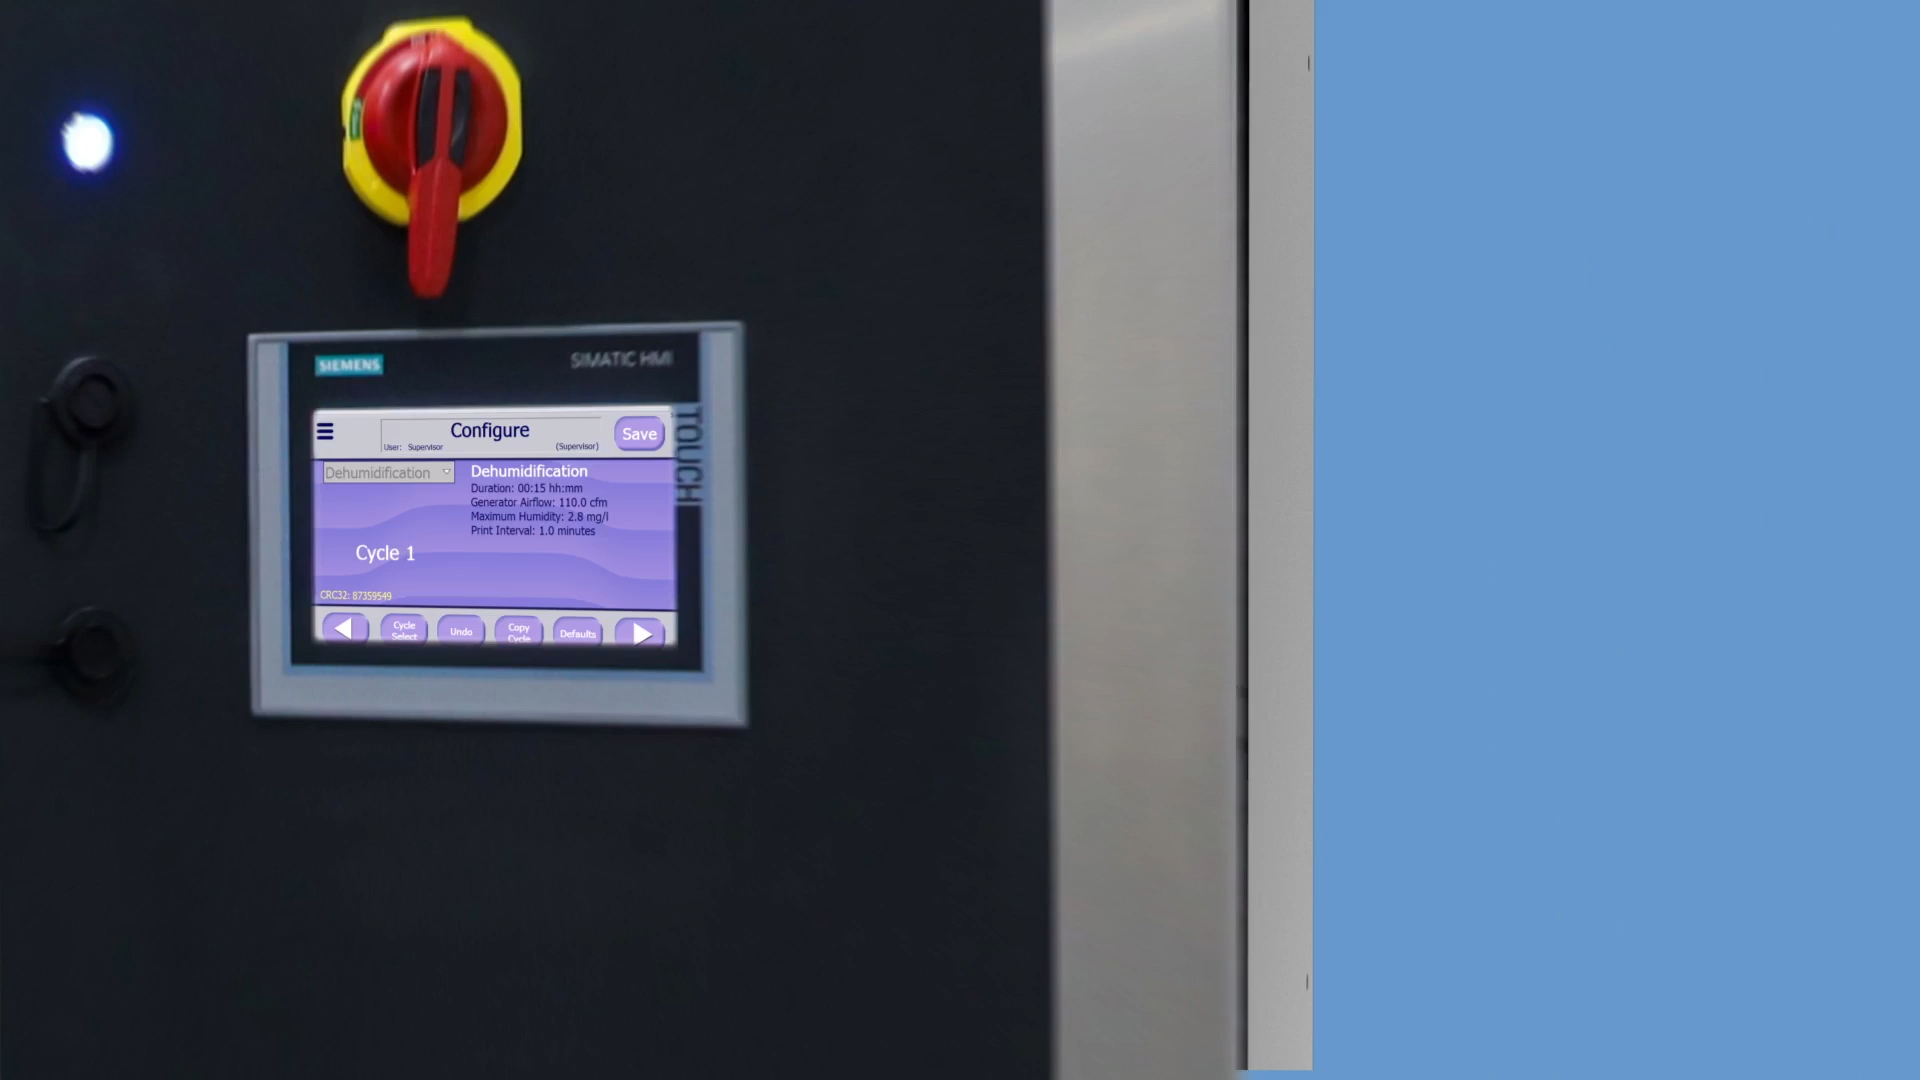 SIEMENS
SIMATIC HMI
TOUCH
Configure
User: Supervisor
(Supervisor)
Save
Dehumidification
Dehumidification
Duration: 00:15 hh:mm
Generator Airflow: 110.0 cfm
Maximum Humidity: 2.8 mg/l
Print Interval: 1.0 minutes
Cycle 1
CRC32: 87359549
Cycle
Select
Undo
Copy
Cycle
Defaults